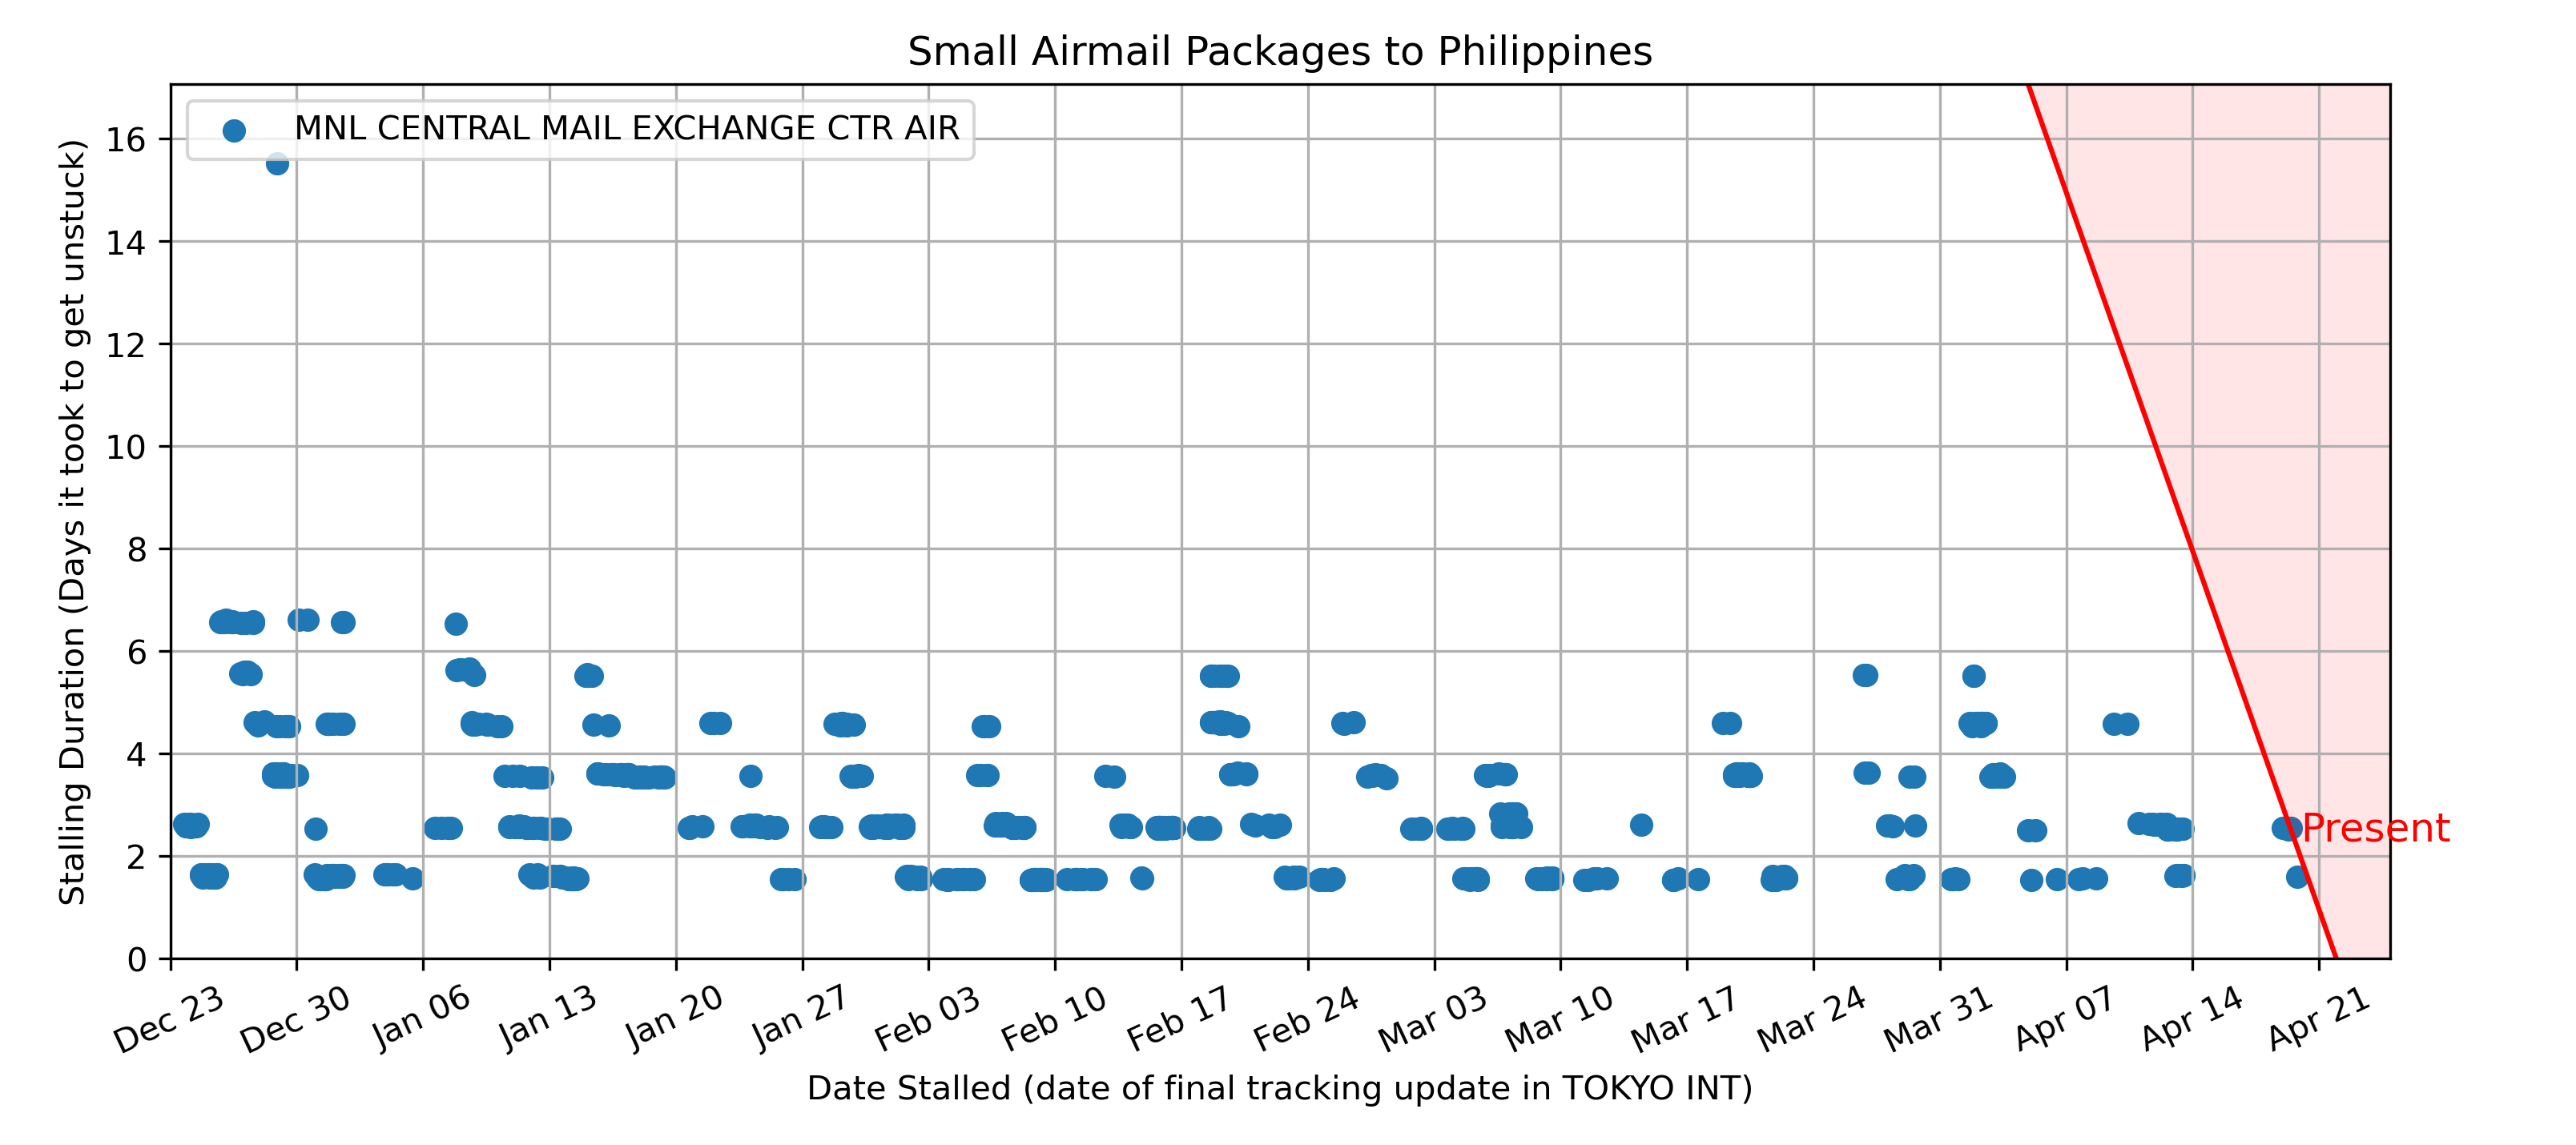 Small Airmail Packages to Philippines
MNL CENTRAL MAIL EXCHANGE CTR AIR
Stalling Duration (Days it took to get unstuck)
16
14
12
10
8
6
4
2
0
Present
Dec 23
Dec 30
Jan 06
Jan 13
Jan 20
Jan 27
Feb 03
Feb 10
Feb 17
Feb 24
Mar 03
Mar 10
Mar 17
Mar 24
Mar 31
Apr 07
Apr 14
Apr 21
Date Stalled (date of final tracking update in TOKYO INT)